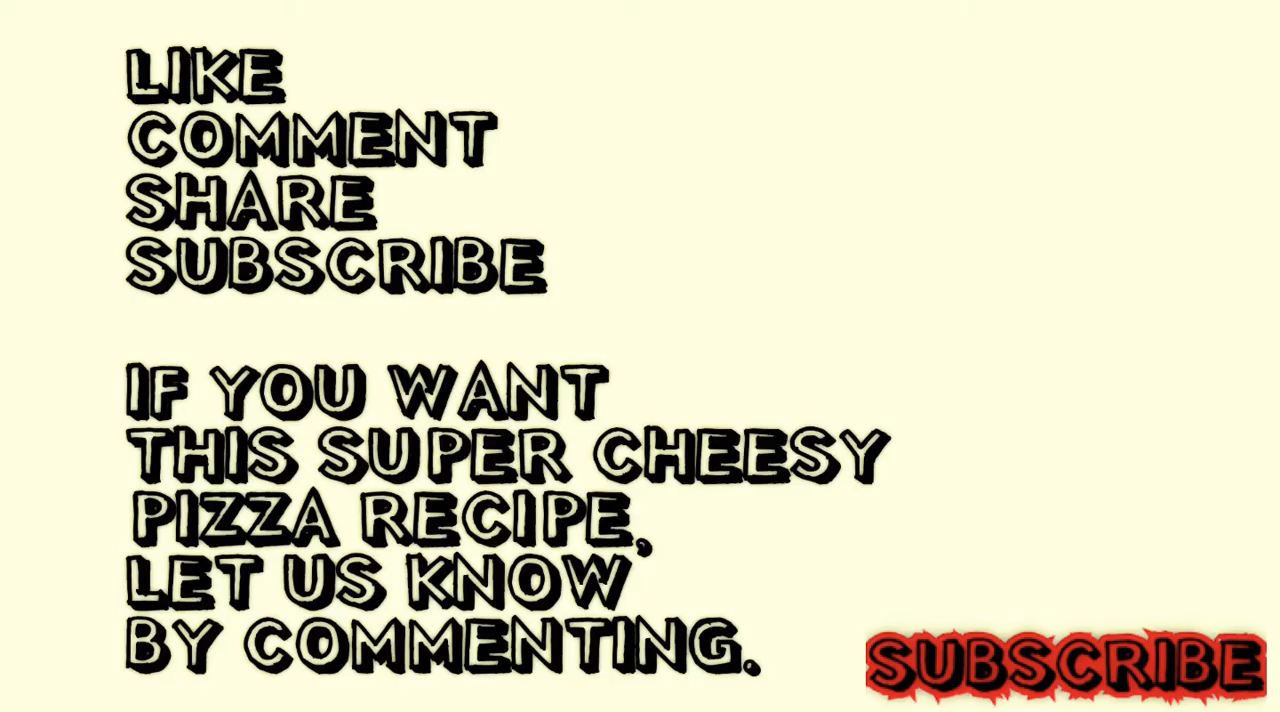 LIKE
COMMENT
SHARE
SUBSCRIBE
IF YOU WANT
THIS SUPER CHEESY
PIZZA RECIPE,
LET US KNOW
BY COMMENTING.
SUBSCRIBE